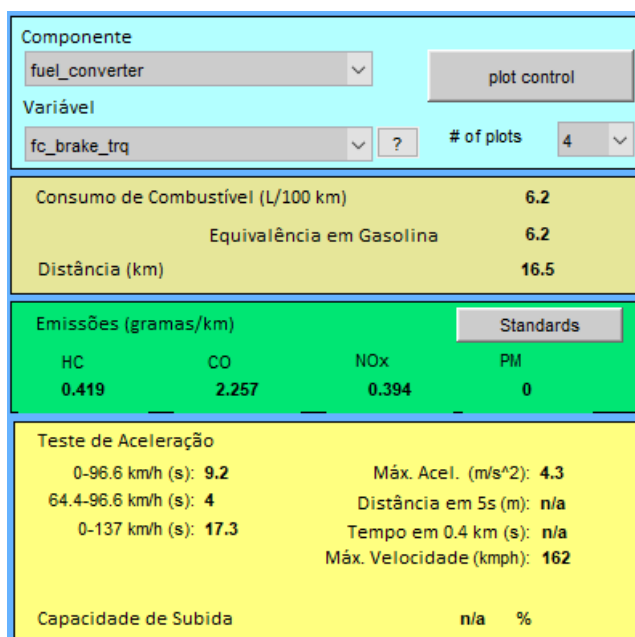 Componente
fuel_converter
plot control
Variável
fc_brake_trq
?
# of plots
4
Consumo de Combustível (L/100 km) 6.2
Equivalência em Gasolina 6.2
Distância (km) 16.5
Emissões (gramas/km) Standards
HC CO NOx PM
0.419 2.257 0.394 0
Teste de Aceleração
0-96.6 km/h (s): 9.2 Máx. Acel. (m/s^2): 4.3
64.4-96.6 km/h (s): 4 Distância em 5s (m): n/a
0-137 km/h (s): 17.3 Tempo em 0.4 km (s): n/a
Máx. Velocidade (kmph): 162
Capacidade de Subida n/a %